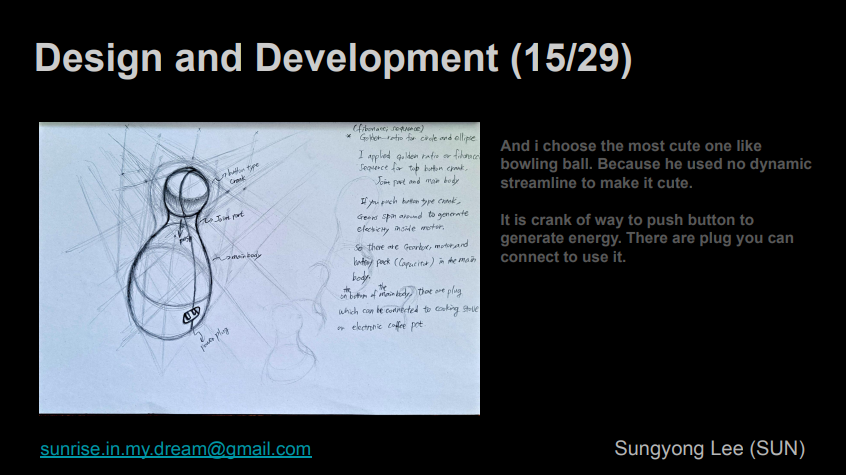 Design and Development (15/29)
(fibonacci sequence)
* Golden ratio for circle and ellipse
I applied golden ratio or fibonacci
sequence for top button crank.
Joint part and main body
If you push button type crank,
Gears spin around to generate
electricity inside motor.
So there are Gearbox, motor, and
battery pack (Capacitor) in the main
body.
on bottom of the main body, That are plug
which can be connected to cooking stove
or electronic coffee pot
button type
crank
Joint part
push
main body
power plug
And i choose the most cute one like
bowling ball. Because he used no dynamic
streamline to make it cute.
It is crank of way to push button to
generate energy. There are plug you can
connect to use it.
sunrise.in.my.dream@gmail.com
Sungyong Lee (SUN)